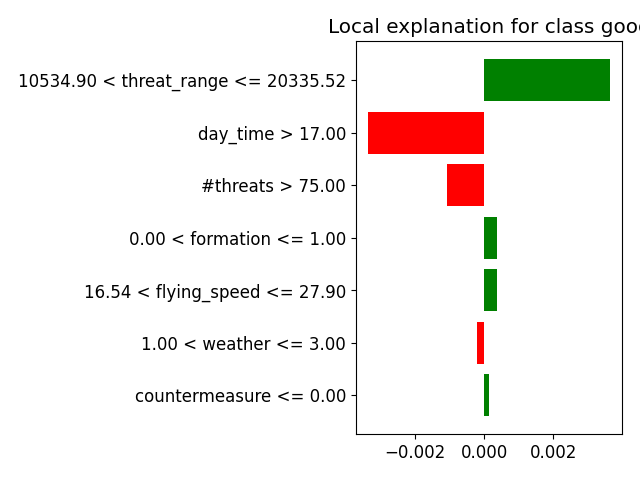 Local explanation for class goo
10534.90 < threat_range <= 20335.52
day_time > 17.00
#threats > 75.00
0.00 < formation <= 1.00
16.54 < flying_speed <= 27.90
1.00 < weather <= 3.00
countermeasure <= 0.00
−0.002 0.000 0.002